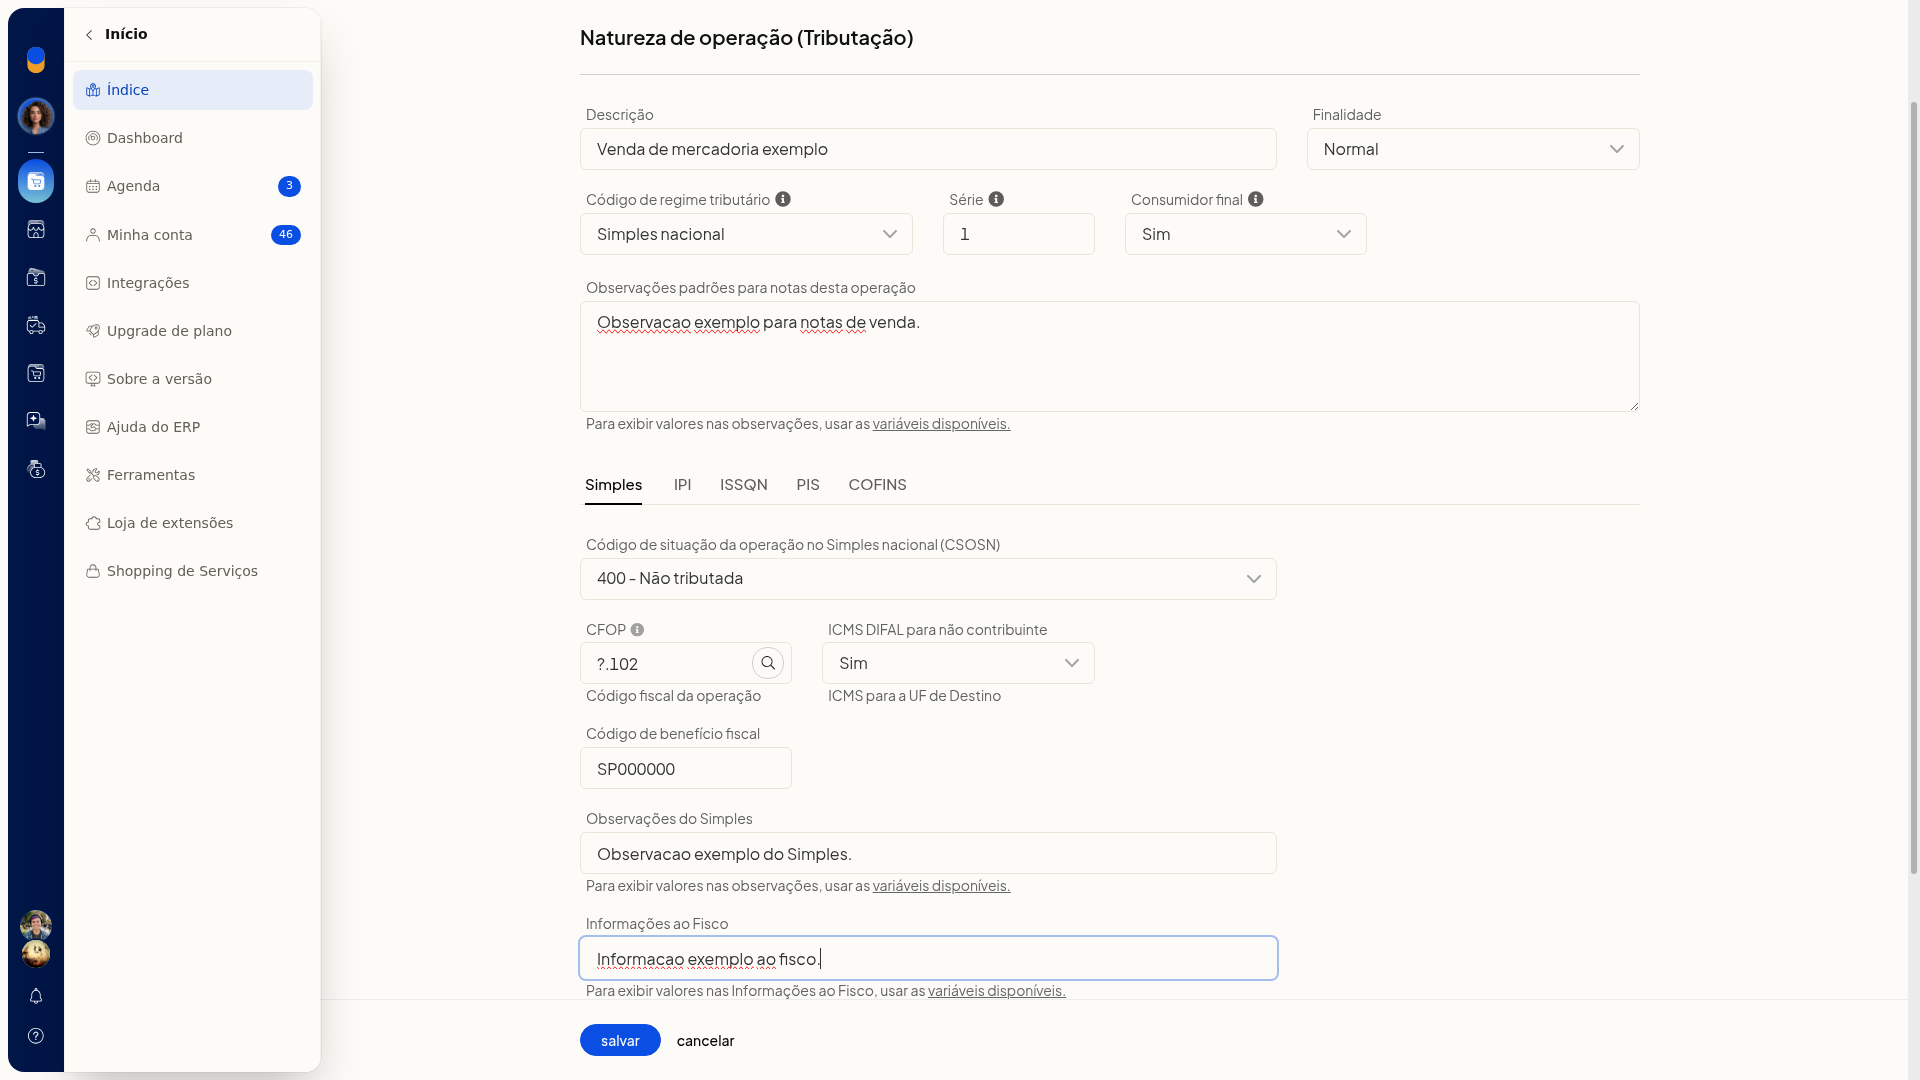 Início
Índice
Dashboard
Agenda
3
Minha conta
46
Integrações
Upgrade de plano
Sobre a versão
Ajuda do ERP
Ferramentas
Loja de extensões
Shopping de Serviços
Natureza de operação (Tributação)
Descrição
Finalidade
Venda de mercadoria exemplo
Normal
Código de regime tributário
Série
Consumidor final
Simples nacional
1
Sim
Observações padrões para notas desta operação
Observacao exemplo para notas de venda.
Para exibir valores nas observações, usar as variáveis disponíveis.
Simples IPI ISSQN PIS COFINS
Código de situação da operação no Simples nacional (CSOSN)
400 - Não tributada
CFOP
ICMS DIFAL para não contribuinte
?.102
Sim
Código fiscal da operação
ICMS para a UF de Destino
Código de benefício fiscal
SP000000
Observações do Simples
Observacao exemplo do Simples.
Para exibir valores nas observações, usar as variáveis disponíveis.
Informações ao Fisco
Informacao exemplo ao fisco.
Para exibir valores nas Informações ao Fisco, usar as variáveis disponíveis.
salvar
cancelar